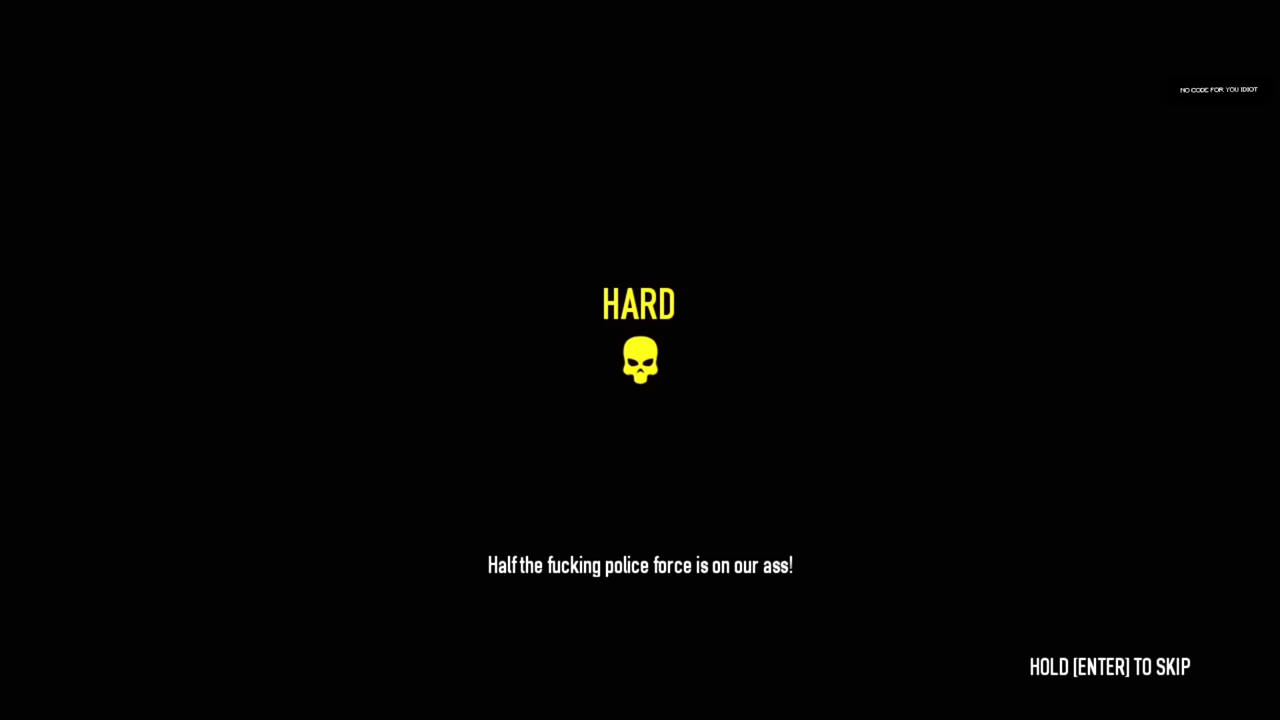 NO CODE FOR YOU IDIOT
HARD
Half the fucking police force is on our ass!
HOLD [ENTER] TO SKIP